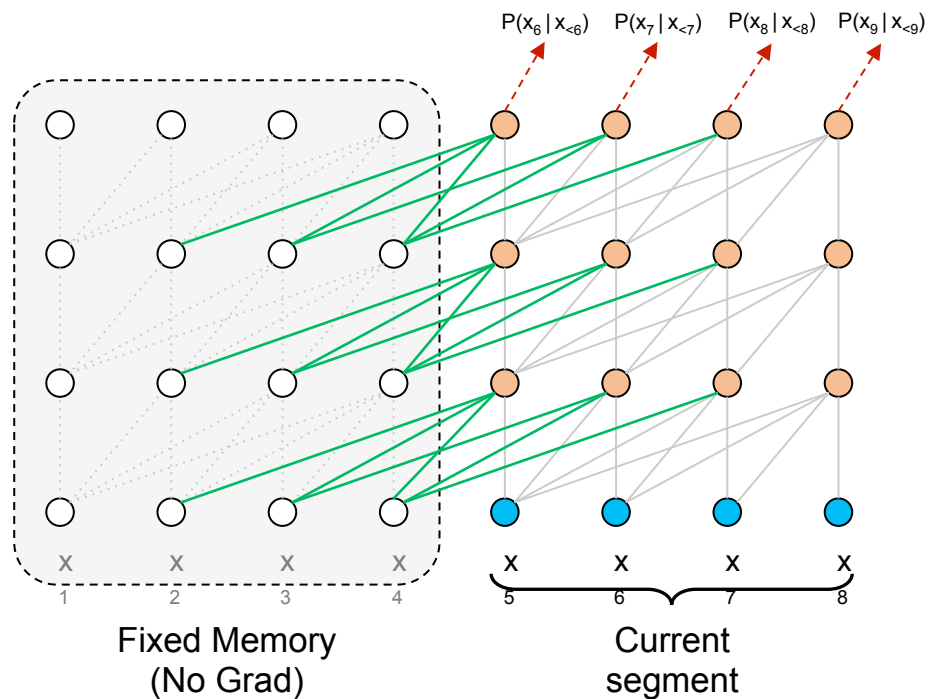 P(x6 | x<6) P(x7 | x<7) P(x8 | x<8) P(x9 | x<9)
x x x x x x x x
1 2 3 4 5 6 7 8
Fixed Memory
(No Grad)
Current
segment